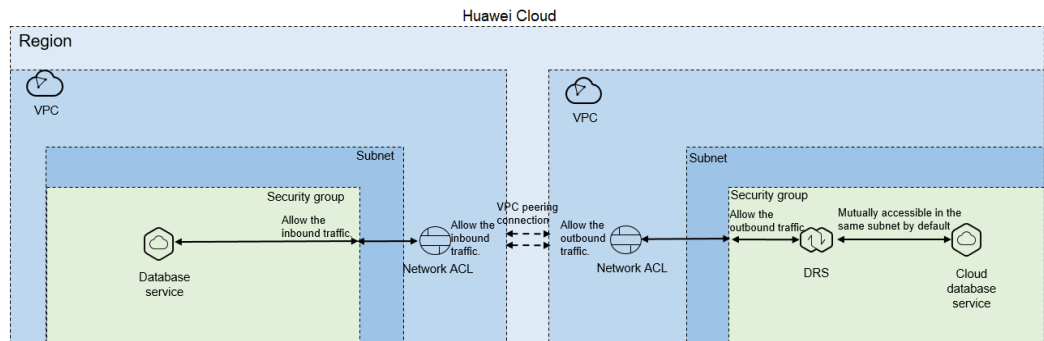 Huawei Cloud
Region
VPC
Subnet
Security group
Allow the
inbound traffic.
Database
service
Allow the
inbound
traffic.
Network ACL
VPC peering
connection
VPC
Allow the
outbound
traffic.
Network ACL
Subnet
Security group
Allow the
outbound traffic
DRS
Mutually accessible in the
same subnet by default
Cloud
database
service